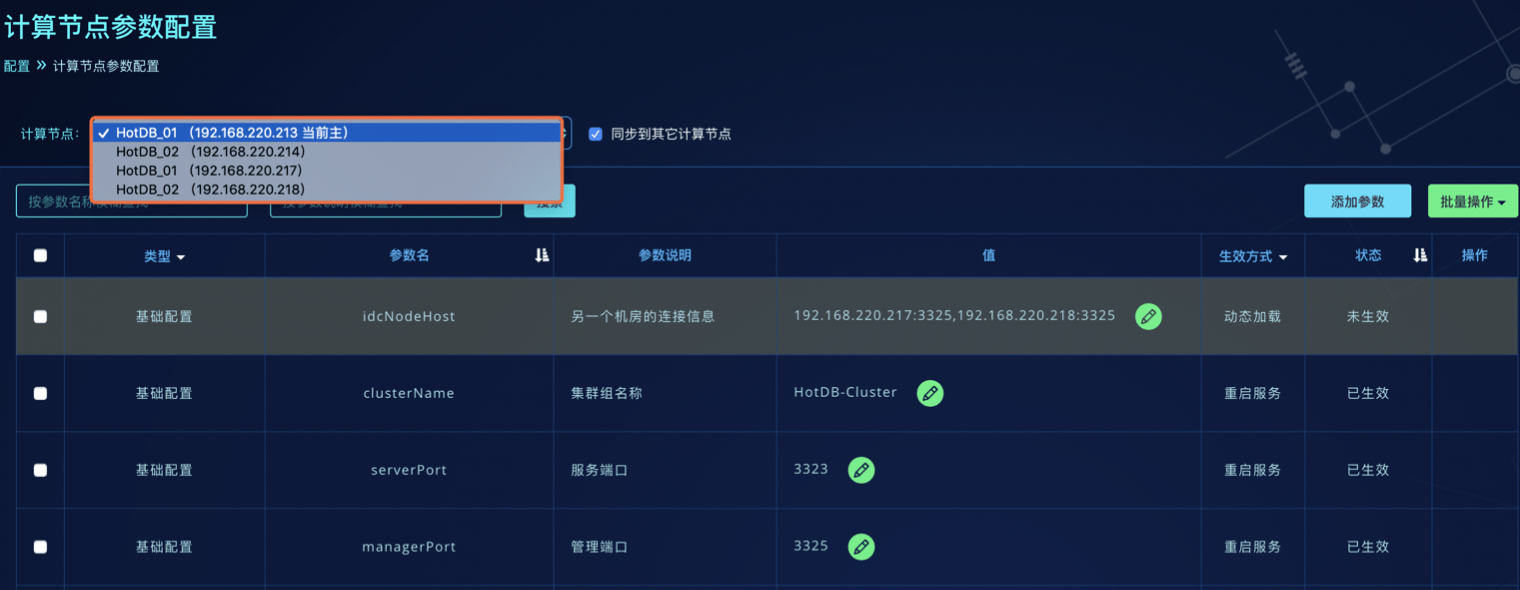 计算节点参数配置
配置 » 计算节点参数配置
计算节点:
✓ HotDB_01 （192.168.220.213 当前主）
HotDB_02 （192.168.220.214）
HotDB_01 （192.168.220.217）
HotDB_02 （192.168.220.218）
同步到其它计算节点
按参数名称
添加参数 批量操作
类型 参数名 参数说明 值 生效方式 状态 操作
基础配置 idcNodeHost 另一个机房的连接信息 192.168.220.217:3325,192.168.220.218:3325 动态加载 未生效
基础配置 clusterName 集群组名称 HotDB-Cluster 重启服务 已生效
基础配置 serverPort 服务端口 3323 重启服务 已生效
基础配置 managerPort 管理端口 3325 重启服务 已生效